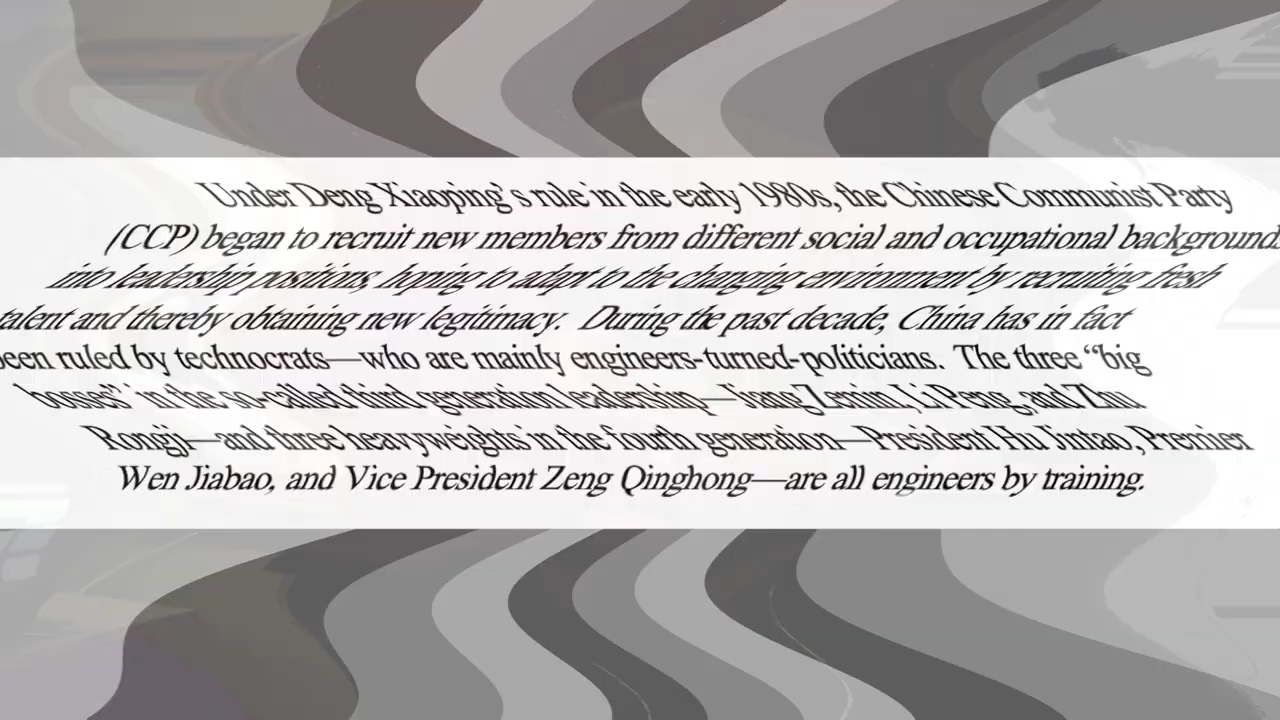 Under Deng Xiaoping's rule in the early 1980s, the Chinese Communist Party
(CCP) began to recruit new members from different social and occupational background
into leadership positions, hoping to adapt to the changing environment by recruiting fresh
talent and thereby obtaining new legitimacy. During the past decade, China has in fact
been ruled by technocrats—who are mainly engineers-turned-politicians. The three “big
bosses” in the so-called third generation leadership—Jiang Zemin, Li Peng, and Zhu
Rongji—and three heavyweights in the fourth generation—President Hu Jintao, Premier
Wen Jiabao, and Vice President Zeng Qinghong—are all engineers by training.